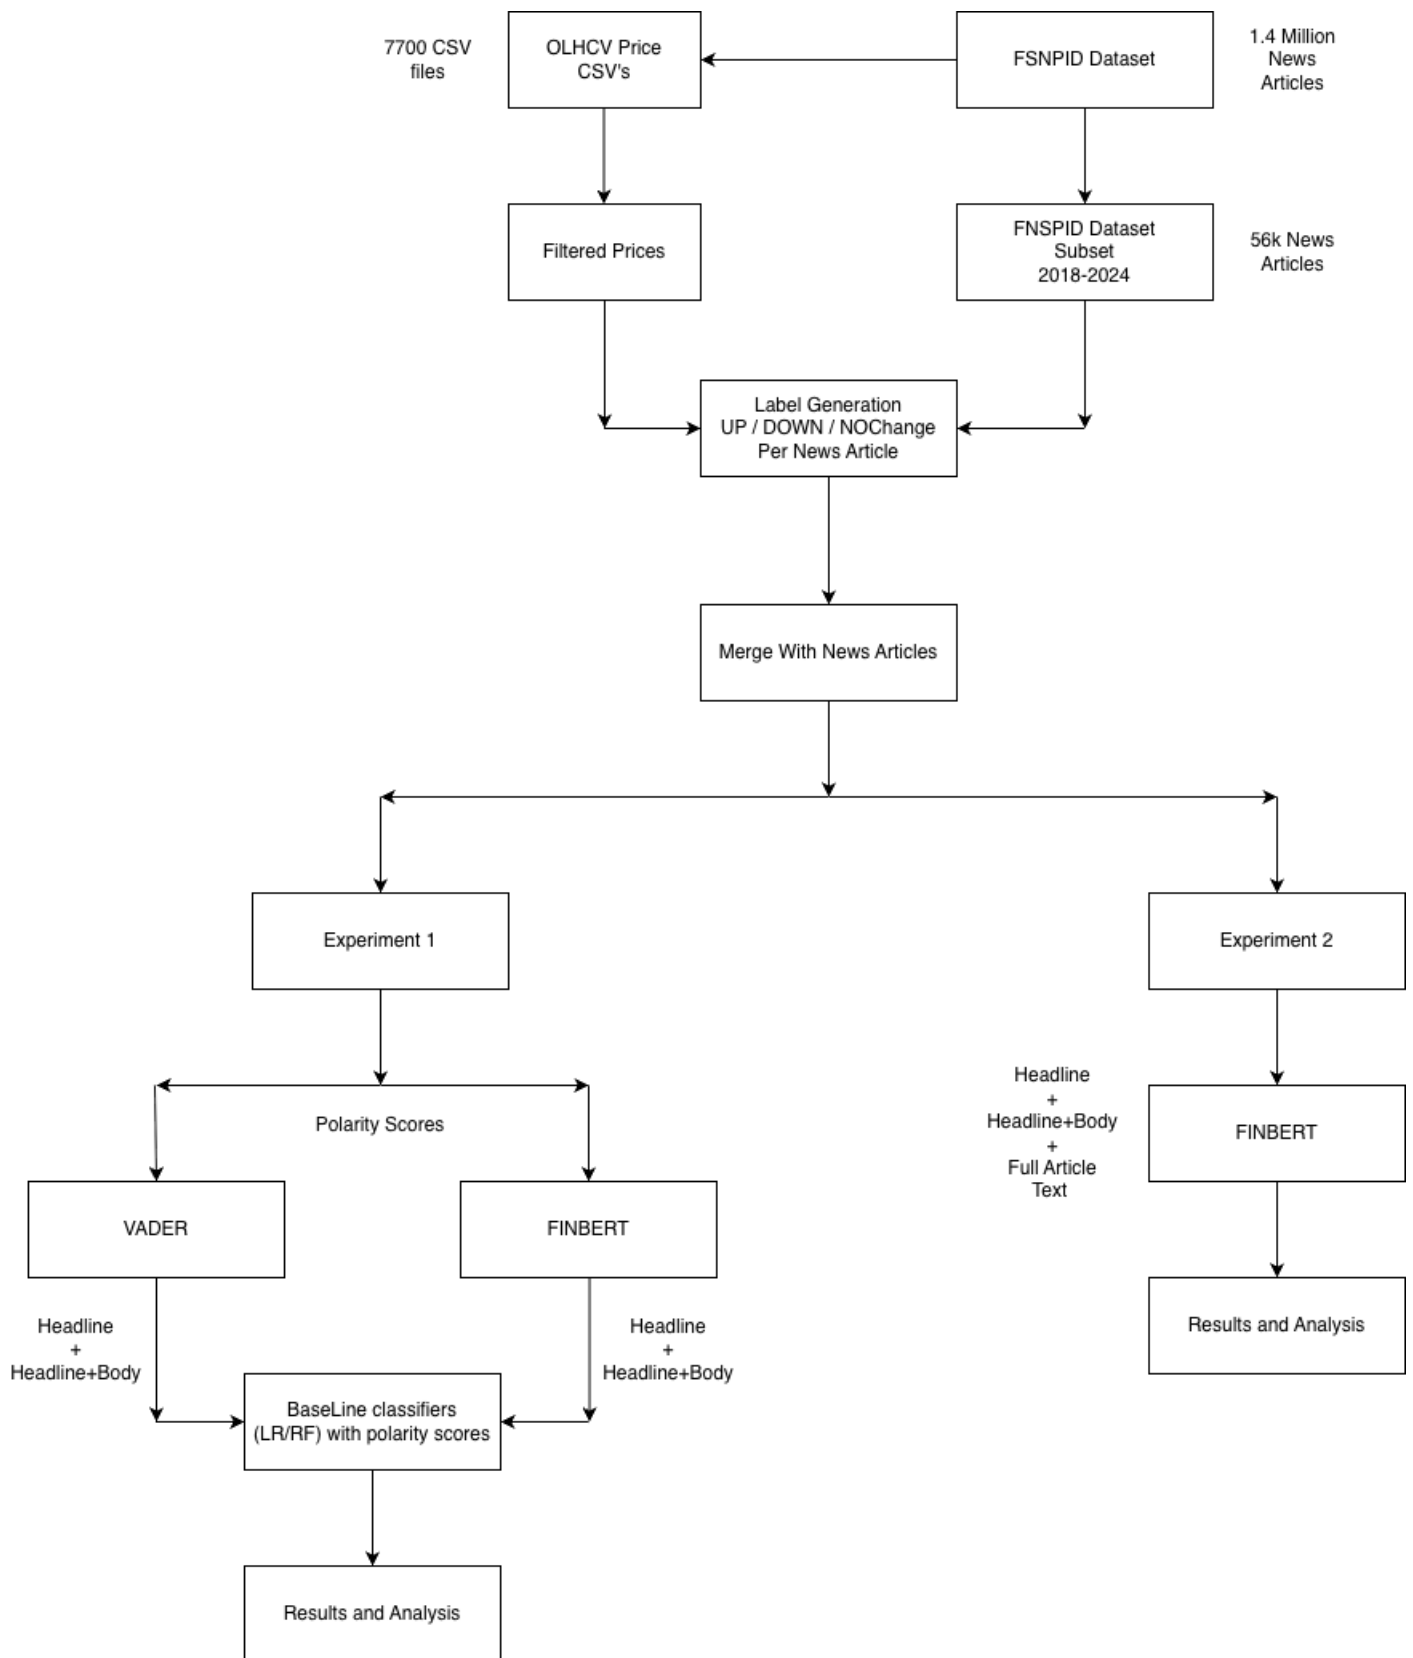 7700 CSV
files
OLHCV Price
CSV's
FSNPID Dataset
1.4 Million
News
Articles
Filtered Prices
FNSPID Dataset
Subset
2018-2024
56k News
Articles
Label Generation
UP / DOWN / NOChange
Per News Article
Merge With News Articles
Experiment 1
Experiment 2
Polarity Scores
Headline
+
Headline+Body
+
Full Article
Text
FINBERT
VADER
FINBERT
Headline
+
Headline+Body
Headline
+
Headline+Body
Results and Analysis
BaseLine classifiers
(LR/RF) with polarity scores
Results and Analysis